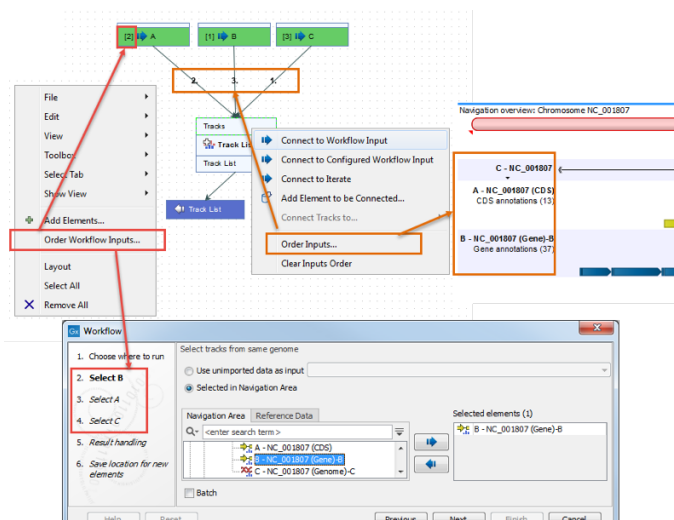 [2] A
[1] B
[3] C
2. 3. 1.
File
Edit
View
Toolbox
Select Tab
Show View
Add Elements...
Order Workflow Inputs...
Layout
Select All
Remove All
Tracks
Track Lis
Track List
Track List
Connect to Workflow Input
Connect to Configured Workflow Input
Connect to Iterate
Add Element to be Connected...
Connect Tracks to...
Order Inputs...
Clear Inputs Order
Navigation overview: Chromosome NC_001807
C - NC_001807
A - NC_001807 (CDS)
CDS annotations (13)
B - NC_001807 (Gene)-B
Gene annotations (37)
Gx Workflow
1. Choose where to run
2. Select B
3. Select A
4. Select C
5. Result handling
6. Save location for new
elements
Select tracks from same genome
Use unimported data as input
Selected in Navigation Area
Navigation Area Reference Data
<enter search term>
A - NC_001807 (CDS)
B - NC_001807 (Gene)-B
C - NC_001807 (Genome)-C
Batch
Selected elements (1)
B - NC_001807 (Gene)-B
Help Reset Previous Next Finish Cancel